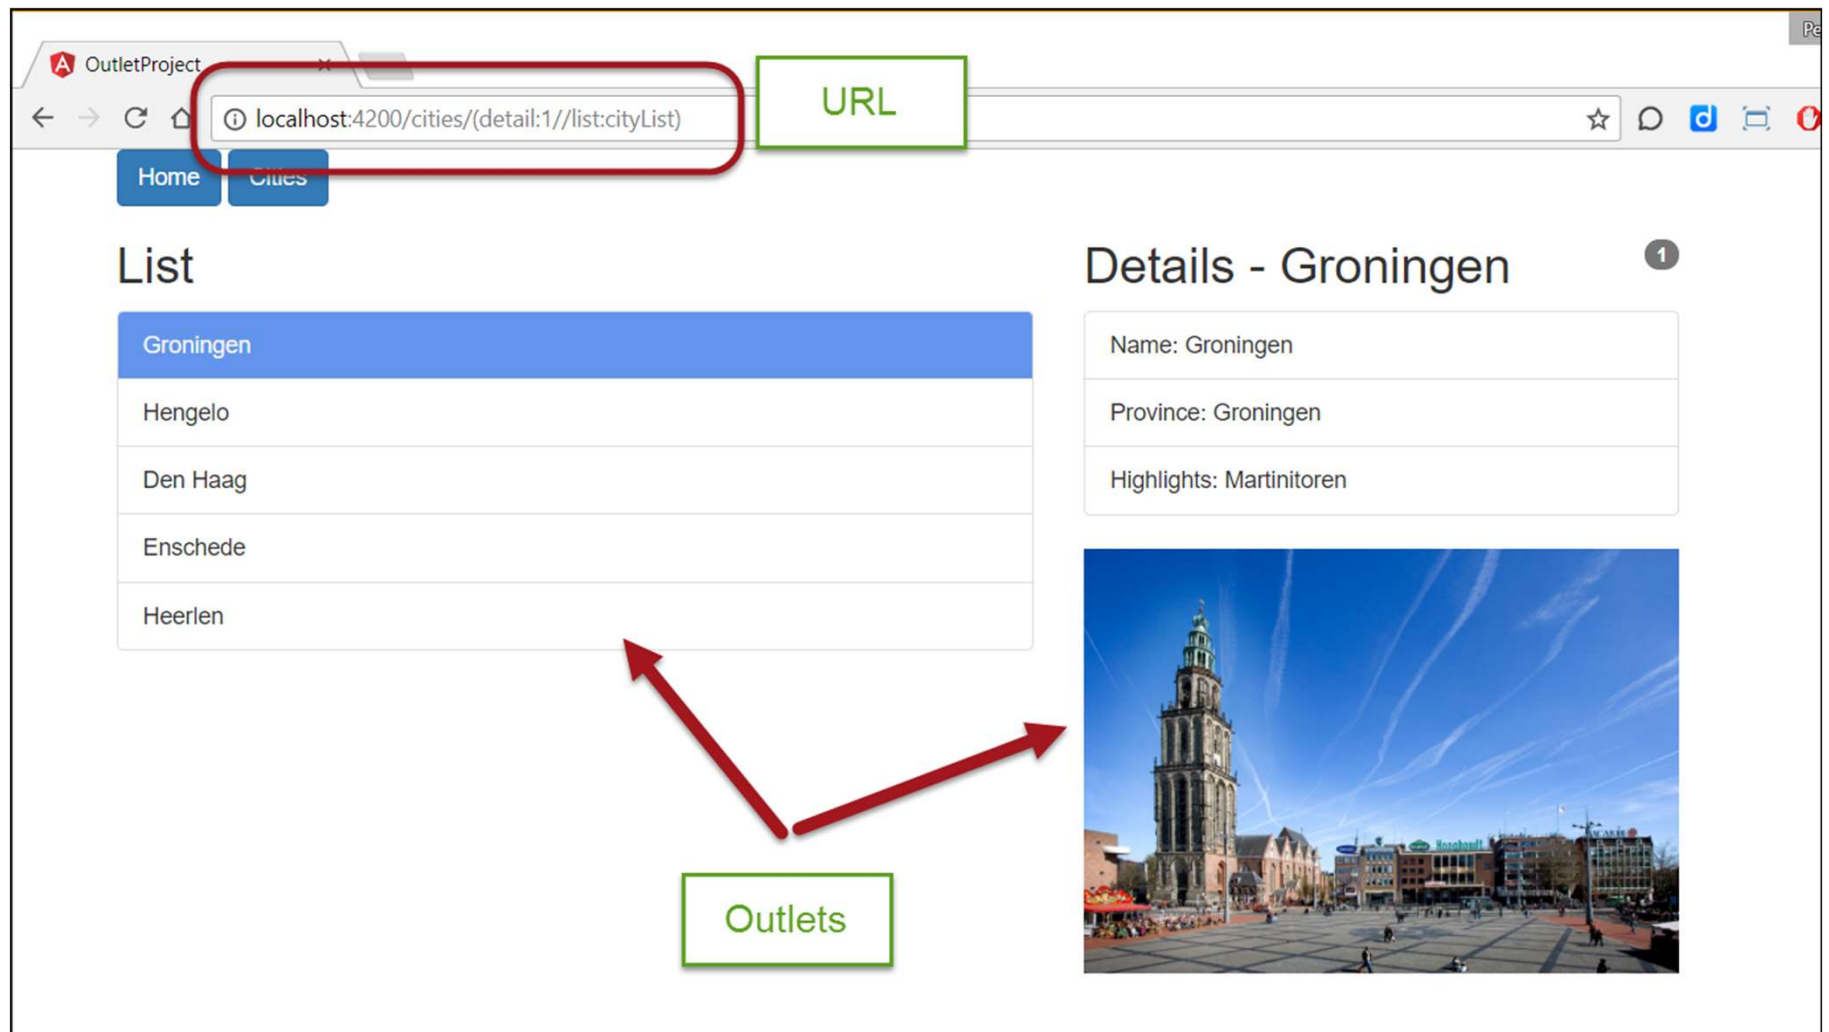 Pe
OutletProject
URL
localhost:4200/cities/(detail:1//list:cityList)
d
Home Cities
List
Groningen
Hengelo
Den Haag
Enschede
Heerlen
Details - Groningen 1
Name: Groningen
Province: Groningen
Highlights: Martinitoren
Outlets